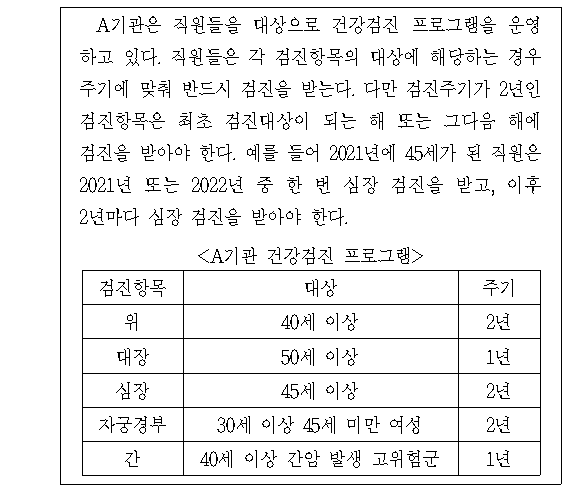 A기관은 직원들을 대상으로 건강검진 프로그램을 운영
하고 있다. 직원들은 각 검진항목의 대상에 해당하는 경우
주기에 맞춰 반드시 검진을 받는다. 다만 검진주기가 2년인
검진항목은 최초 검진대상이 되는 해 또는 그다음 해에
검진을 받아야 한다. 예를 들어 2021년에 45세가 된 직원은
2021년 또는 2022년 중 한 번 심장 검진을 받고, 이후
2년마다 심장 검진을 받아야 한다.
<A기관 건강검진 프로그램>
검진항목 대상 주기
위 40세 이상 2년
대장 50세 이상 1년
심장 45세 이상 2년
자궁경부 30세 이상 45세 미만 여성 2년
간 40세 이상 간암 발생 고위험군 1년